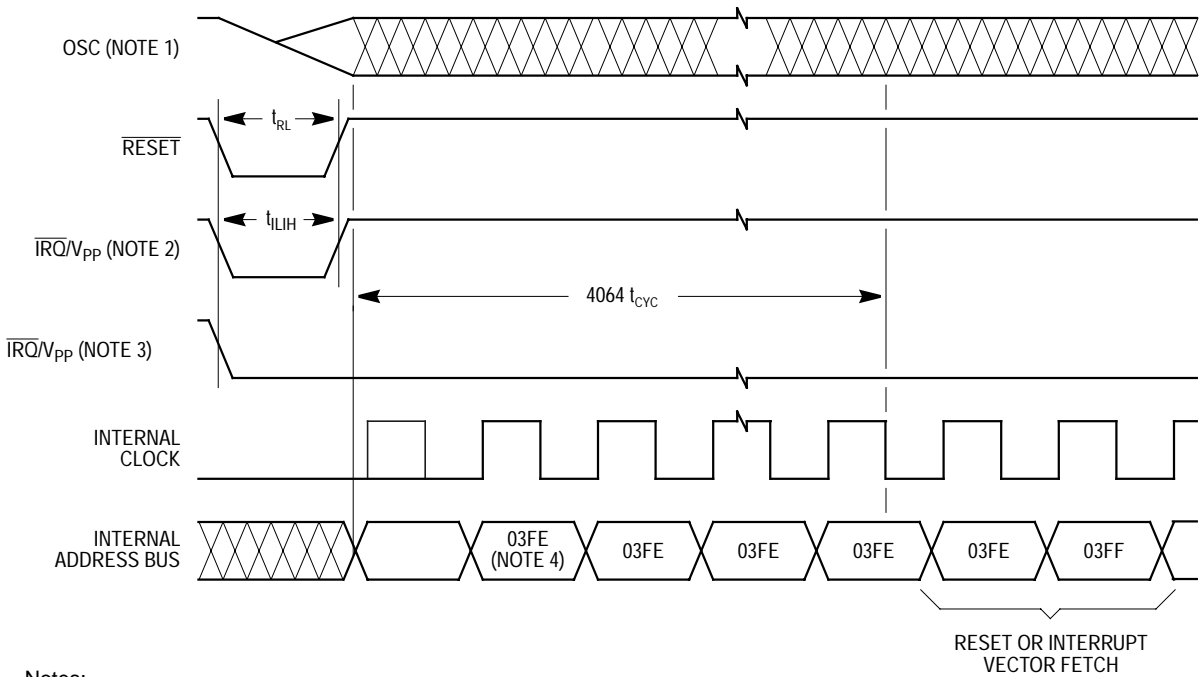 OSC (NOTE 1)
t_RL
RESET
t_ILIH
IRQ/V_PP (NOTE 2)
4064 t_CYC
IRQ/V_PP (NOTE 3)
INTERNAL
CLOCK
INTERNAL
ADDRESS BUS
03FE
(NOTE 4)
03FE
03FE
03FE
03FE
03FF
RESET OR INTERRUPT
VECTOR FETCH
Notes: